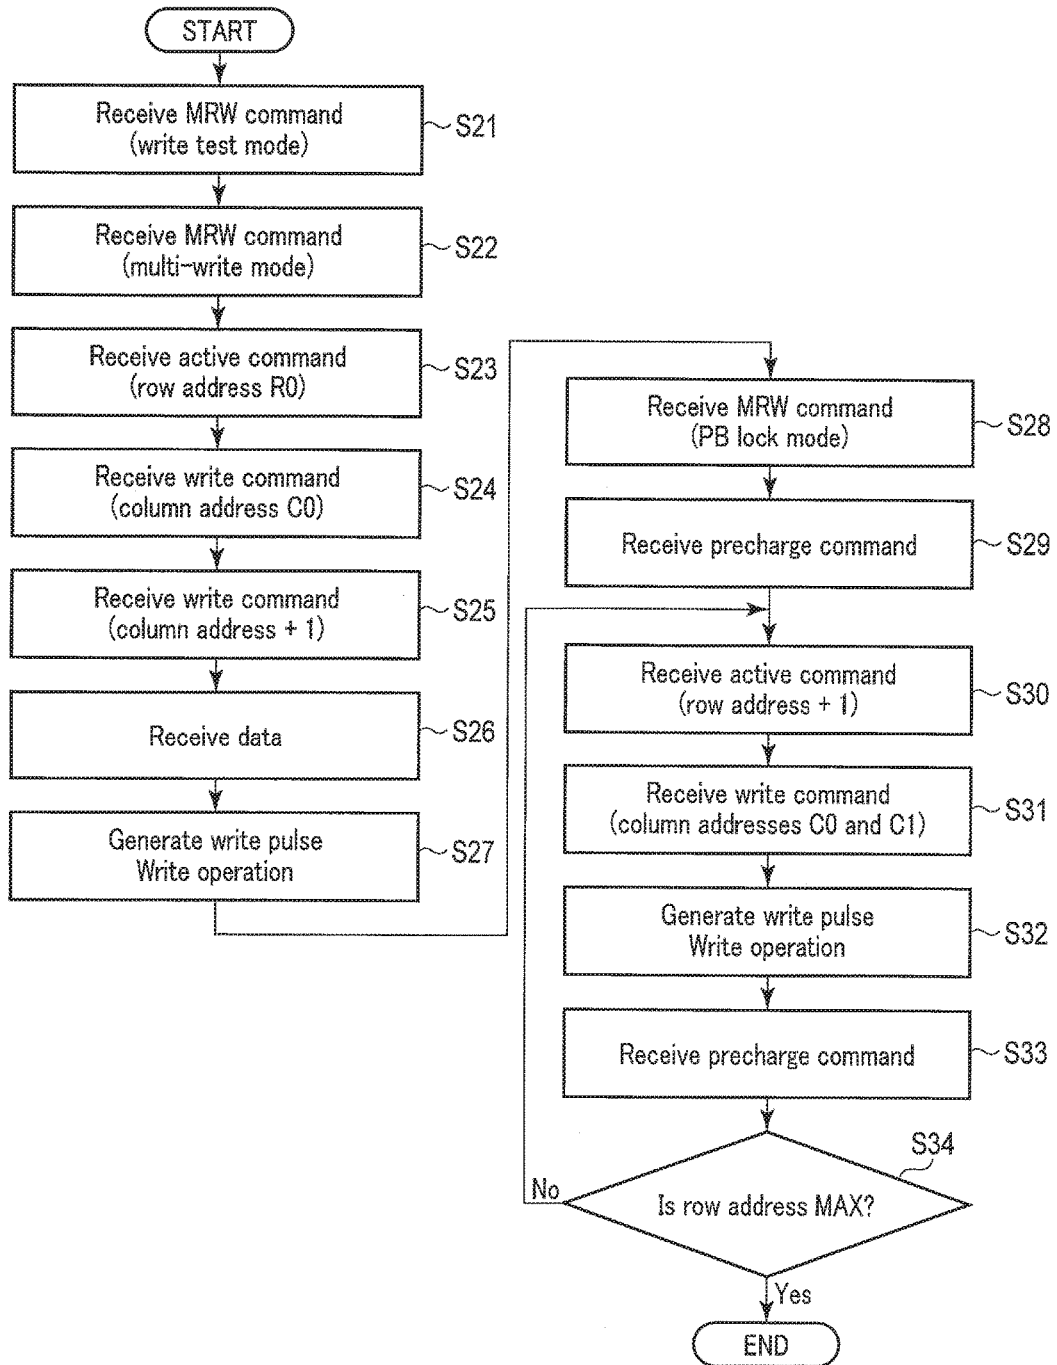 START
Receive MRW command
(write test mode)
S21
Receive MRW command
(multi-write mode)
S22
Receive active command
(row address R0)
S23
Receive write command
(column address C0)
S24
Receive write command
(column address + 1)
S25
Receive data
S26
Generate write pulse
Write operation
S27
Receive MRW command
(PB lock mode)
S28
Receive precharge command
S29
Receive active command
(row address + 1)
S30
Receive write command
(column addresses C0 and C1)
S31
Generate write pulse
Write operation
S32
Receive precharge command
S33
S34
Is row address MAX?
No
Yes
END